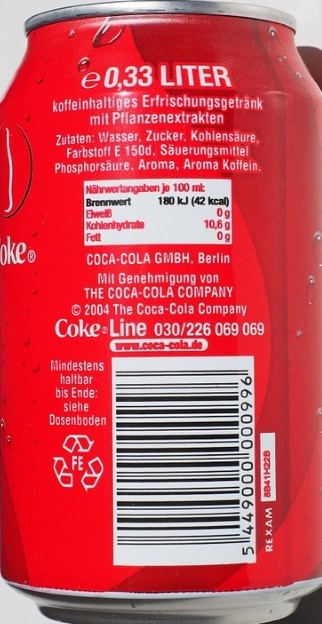 ℮ 0,33 LITER
koffeinhaltiges Erfrischungsgetränk
mit Pflanzenextrakten
Zutaten: Wasser, Zucker, Kohlensäure,
Farbstoff E 150d, Säuerungsmittel
Phosphorsäure, Aroma, Aroma Koffein.
Nährwertangaben je 100 ml:
Brennwert 180 kJ (42 kcal)
Eiweiß 0 g
Kohlenhydrate 10,6 g
Fett 0 g
oke®
COCA-COLA GMBH, Berlin
Mit Genehmigung von
THE COCA-COLA COMPANY
© 2004 The Coca-Cola Company
Coke® Line 030/226 069 069
www.coca-cola.de
Mindestens
haltbar
bis Ende:
siehe
Dosenboden
FE
5 449000 000996
REXAM 8B41H22B